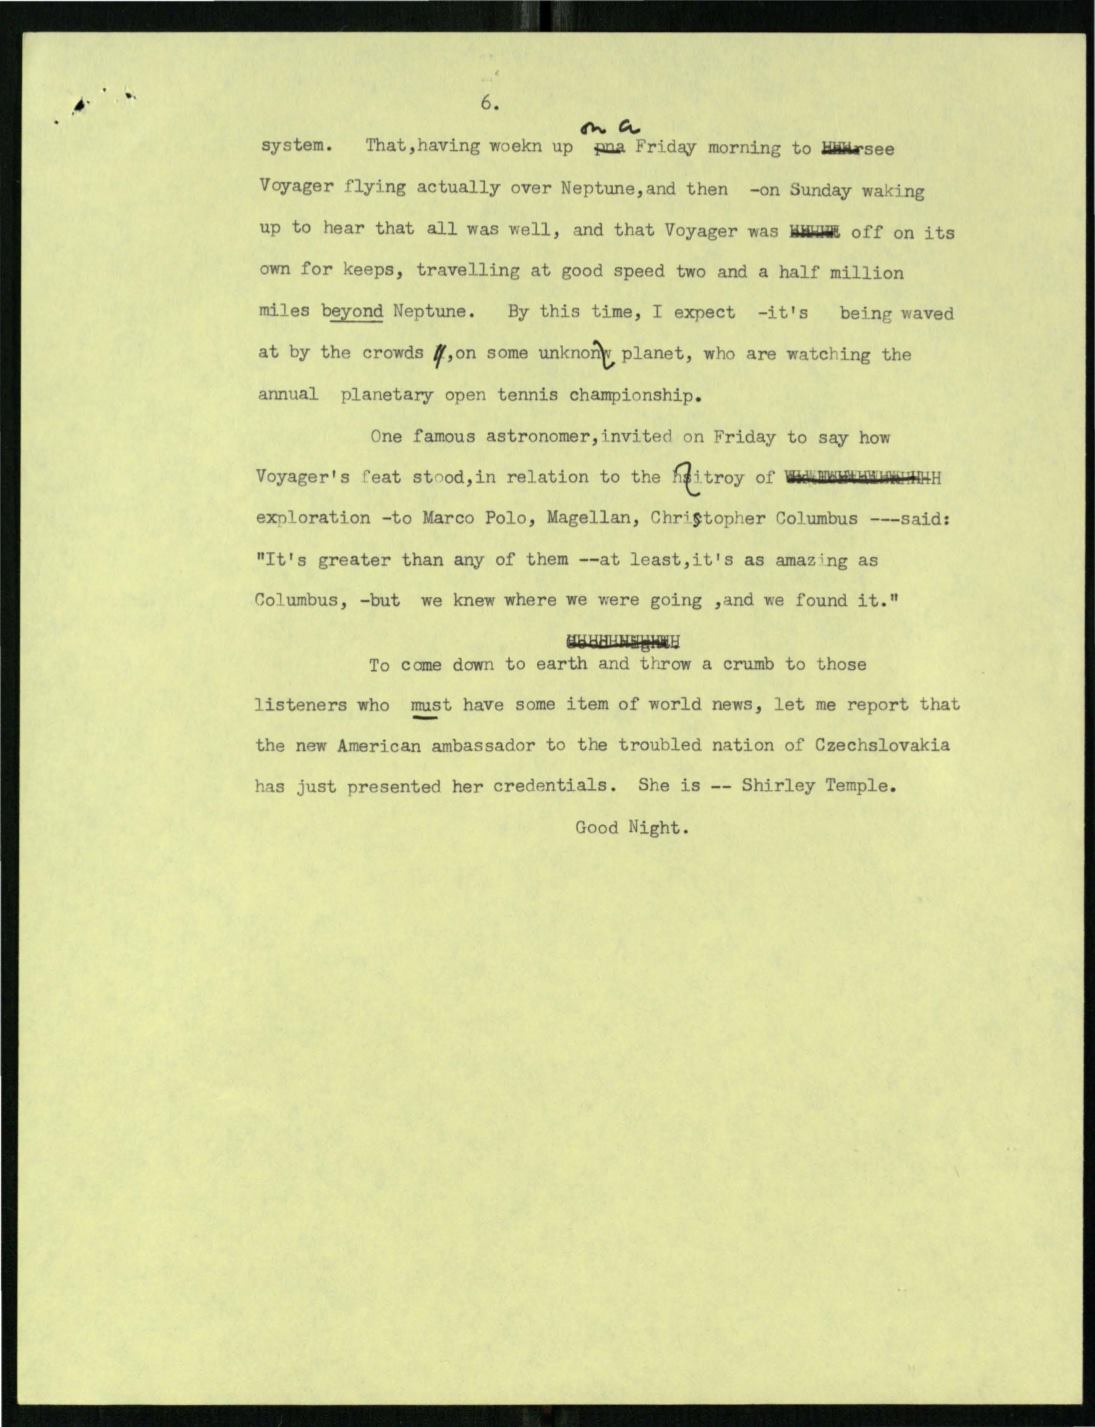 6.
on a
system. That,having woekn up pna Friday morning to see
Voyager flying actually over Neptune,and then -on Sunday waking
up to hear that all was well, and that Voyager was off on its
own for keeps, travelling at good speed two and a half million
miles beyond Neptune. By this time, I expect -it's being waved
at by the crowds ,on some unknonw planet, who are watching the
annual planetary open tennis championship.
One famous astronomer,invited on Friday to say how
Voyager's feat stood,in relation to the hsitroy of
exploration -to Marco Polo, Magellan, Christopher Columbus ---said:
"It's greater than any of them --at least,it's as amazing as
Columbus, -but we knew where we were going ,and we found it."
To come down to earth and throw a crumb to those
listeners who must have some item of world news, let me report that
the new American ambassador to the troubled nation of Czechslovakia
has just presented her credentials. She is -- Shirley Temple.
Good Night.